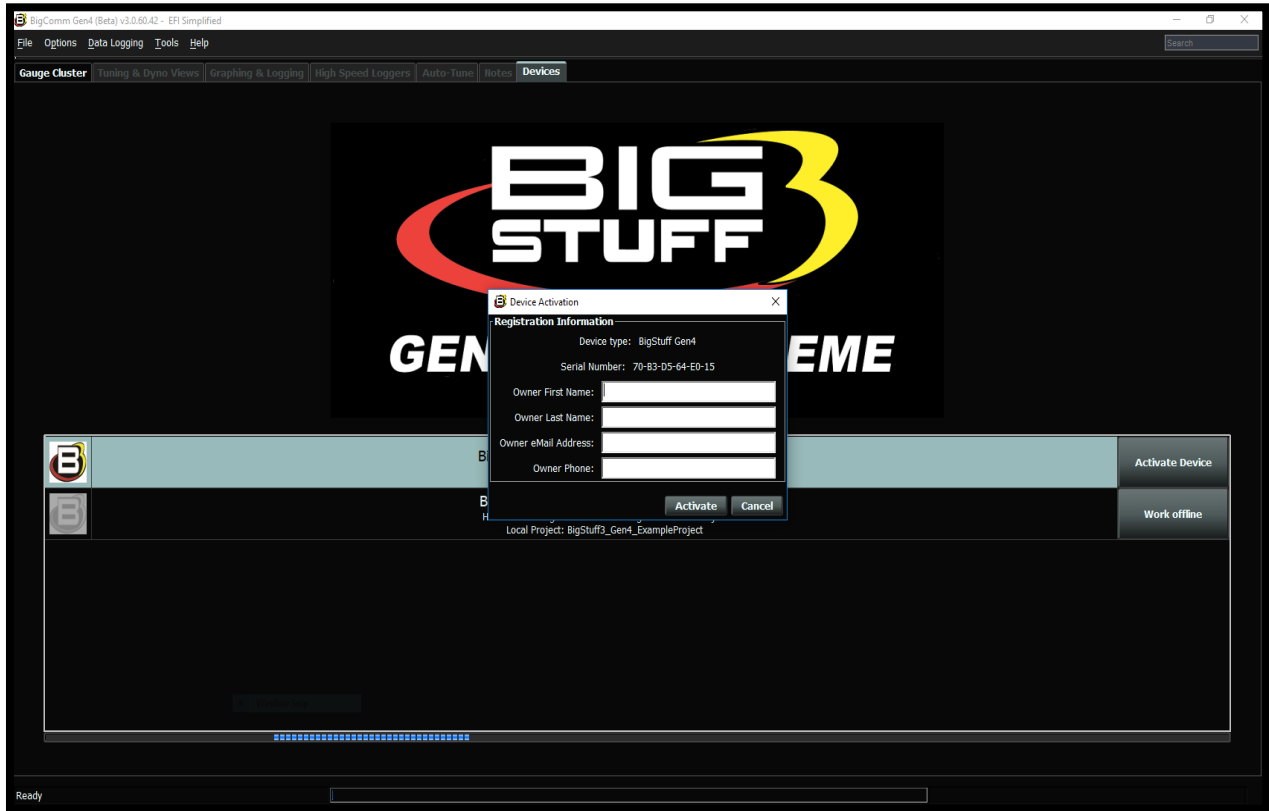 BigComm Gen4 (Beta) v3.0.60.42 - EFI Simplified
File Options Data Logging Tools Help
Search
Gauge Cluster Tuning & Dyno Views Graphing & Logging High Speed Loggers Auto-Tune Notes Devices
BIG 3
STUFF
Device Activation
Registration Information
Device type: BigStuff Gen4
Serial Number: 70-B3-D5-64-E0-15
Owner First Name:
Owner Last Name:
Owner eMail Address:
Owner Phone:
Activate Cancel
GEN EME
B Activate Device
B
H
Local Project: BigStuff3_Gen4_ExampleProject
Work offline
Ready